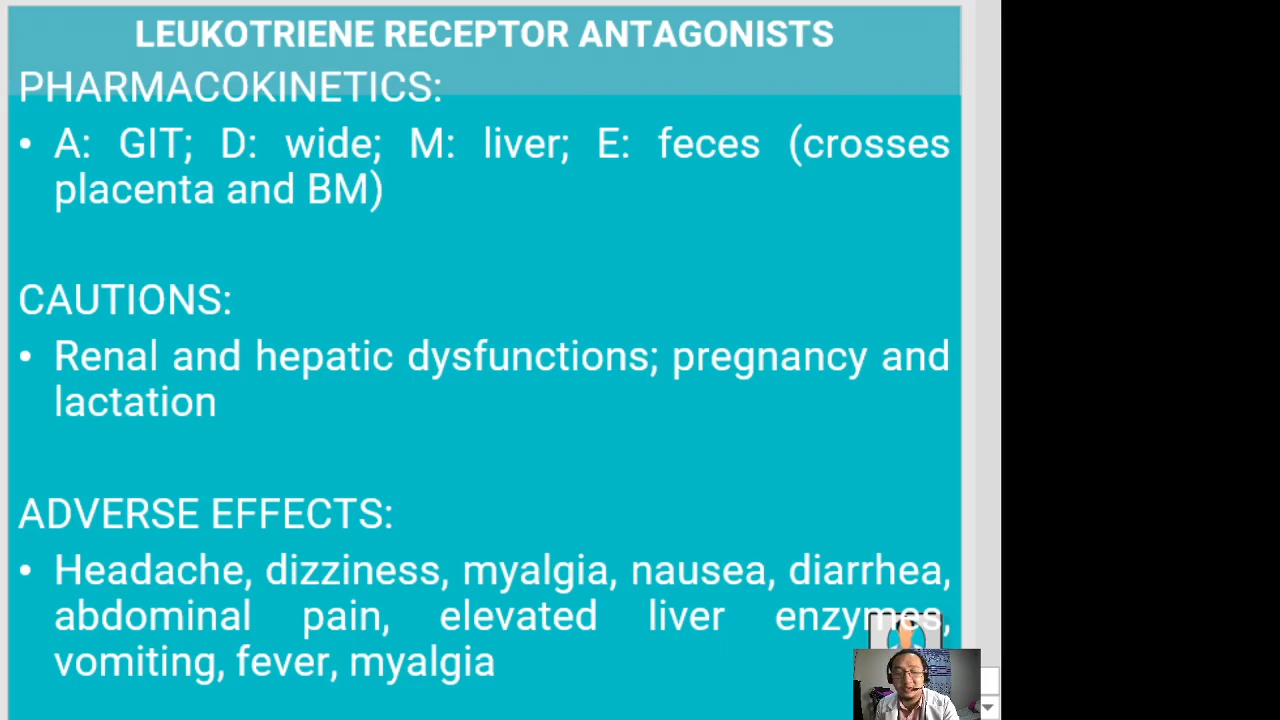 LEUKOTRIENE RECEPTOR ANTAGONISTS
PHARMACOKINETICS:
• A: GIT; D: wide; M: liver; E: feces (crosses
placenta and BM)
CAUTIONS:
• Renal and hepatic dysfunctions; pregnancy and
lactation
ADVERSE EFFECTS:
• Headache, dizziness, myalgia, nausea, diarrhea,
abdominal pain, elevated liver enzymes,
vomiting, fever, myalgia